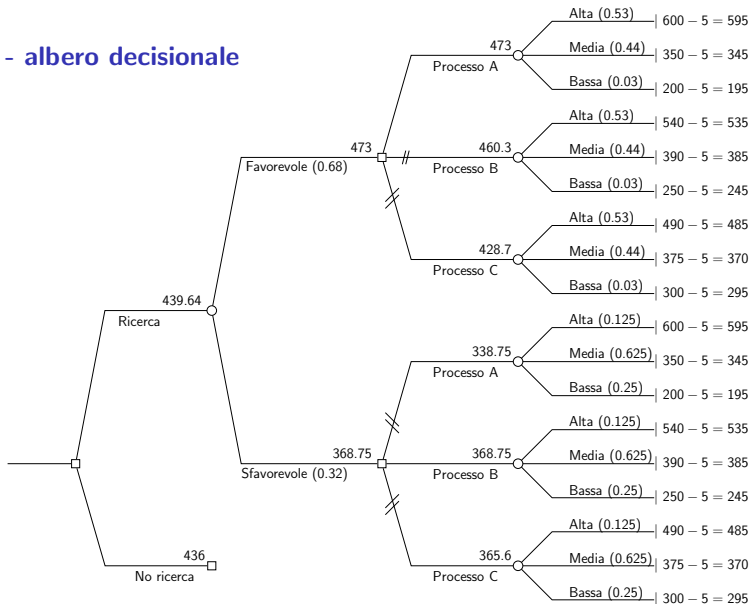 - albero decisionale
Alta (0.53) | 600 − 5 = 595
473 Media (0.44) | 350 − 5 = 345
Processo A
Bassa (0.03) | 200 − 5 = 195
Alta (0.53) | 540 − 5 = 535
473 460.3 Media (0.44) | 390 − 5 = 385
Favorevole (0.68) Processo B
Bassa (0.03) | 250 − 5 = 245
Alta (0.53) | 490 − 5 = 485
428.7 Media (0.44) | 375 − 5 = 370
Processo C
Bassa (0.03) | 300 − 5 = 295
439.64
Ricerca
Alta (0.125) | 600 − 5 = 595
338.75 Media (0.625) | 350 − 5 = 345
Processo A
Bassa (0.25) | 200 − 5 = 195
Alta (0.125) | 540 − 5 = 535
368.75 368.75 Media (0.625) | 390 − 5 = 385
Sfavorevole (0.32) Processo B
Bassa (0.25) | 250 − 5 = 245
Alta (0.125) | 490 − 5 = 485
436 365.6 Media (0.625) | 375 − 5 = 370
No ricerca Processo C
Bassa (0.25) | 300 − 5 = 295